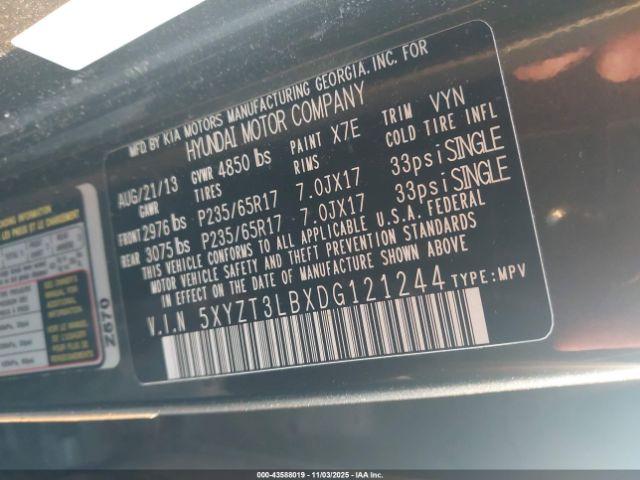 MFD BY KIA MOTORS MANUFACTURING GEORGIA. INC. FOR
HYUNDAI MOTOR COMPANY
AUG/21/13 GVWR 4850 lbs PAINT X7E TRIM VYN
GAWR TIRES RIMS COLD TIRE INFL
FRONT 2976 lbs P235/65R17 7.0JX17 33psi SINGLE
REAR 3075 lbs P235/65R17 7.0JX17 33psi SINGLE
THIS VEHICLE CONFORMS TO ALL APPLICABLE U.S.A. FEDERAL
MOTOR VEHICLE SAFETY AND THEFT PREVENTION STANDARDS
IN EFFECT ON THE DATE OF MANUFACTURE SHOWN ABOVE
V.I.N 5XYZT3LBXDG121244 TYPE:MPV
Z670
000-43588019 - 11/03/2025 - IAAI, Inc.